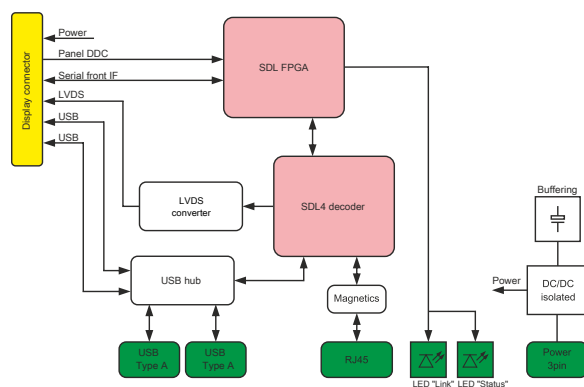 Display connector
Power
Panel DDC
Serial front IF
LVDS
USB
USB
SDL FPGA
SDL4 decoder
LVDS
converter
USB hub
Magnetics
USB
Type A
USB
Type A
RJ45
LED "Link"
LED "Status"
Buffering
DC/DC
isolated
Power
Power
3pin